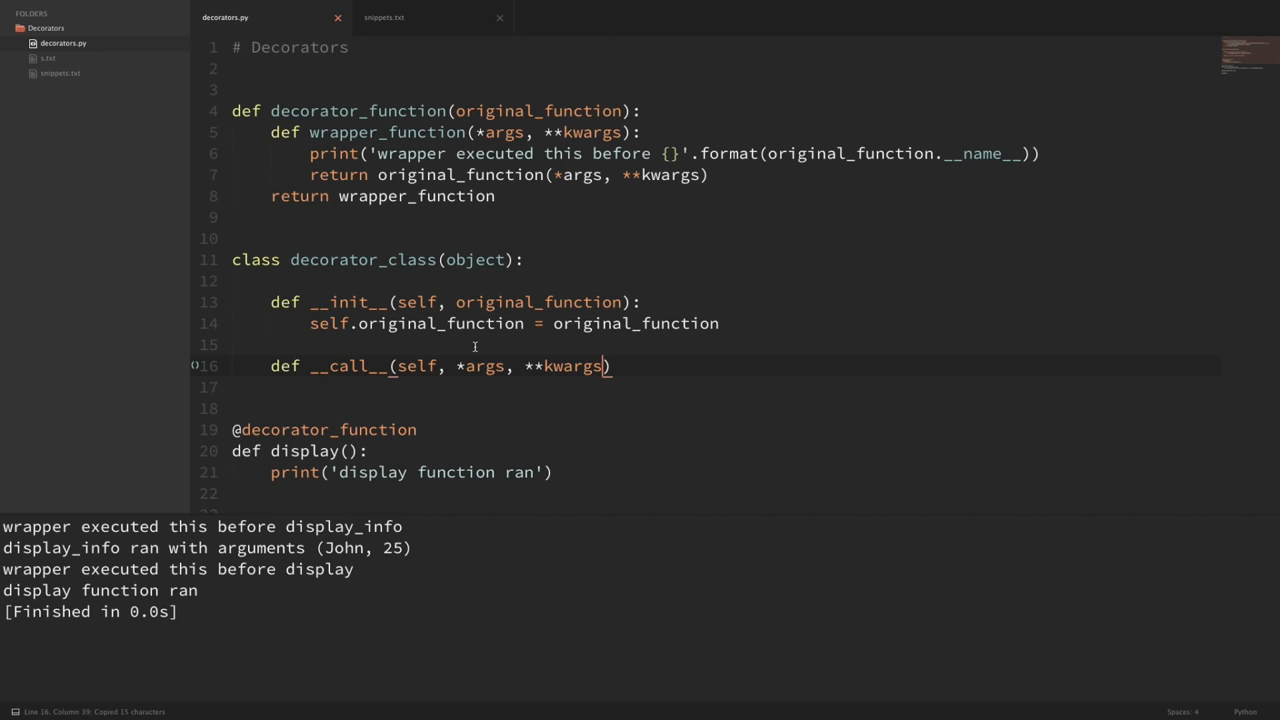 FOLDERS
Decorators
decorators.py
s.txt
snippets.txt
decorators.py
snippets.txt
1 # Decorators
2
3
4 def decorator_function(original_function):
5     def wrapper_function(*args, **kwargs):
6         print('wrapper executed this before {}'.format(original_function.__name__))
7         return original_function(*args, **kwargs)
8     return wrapper_function
9
10
11 class decorator_class(object):
12
13     def __init__(self, original_function):
14         self.original_function = original_function
15
16     def __call__(self, *args, **kwargs)
17
18
19 @decorator_function
20 def display():
21     print('display function ran')
22
wrapper executed this before display_info
display_info ran with arguments (John, 25)
wrapper executed this before display
display function ran
[Finished in 0.0s]
Line 16, Column 39; Copied 15 characters
Spaces: 4
Python